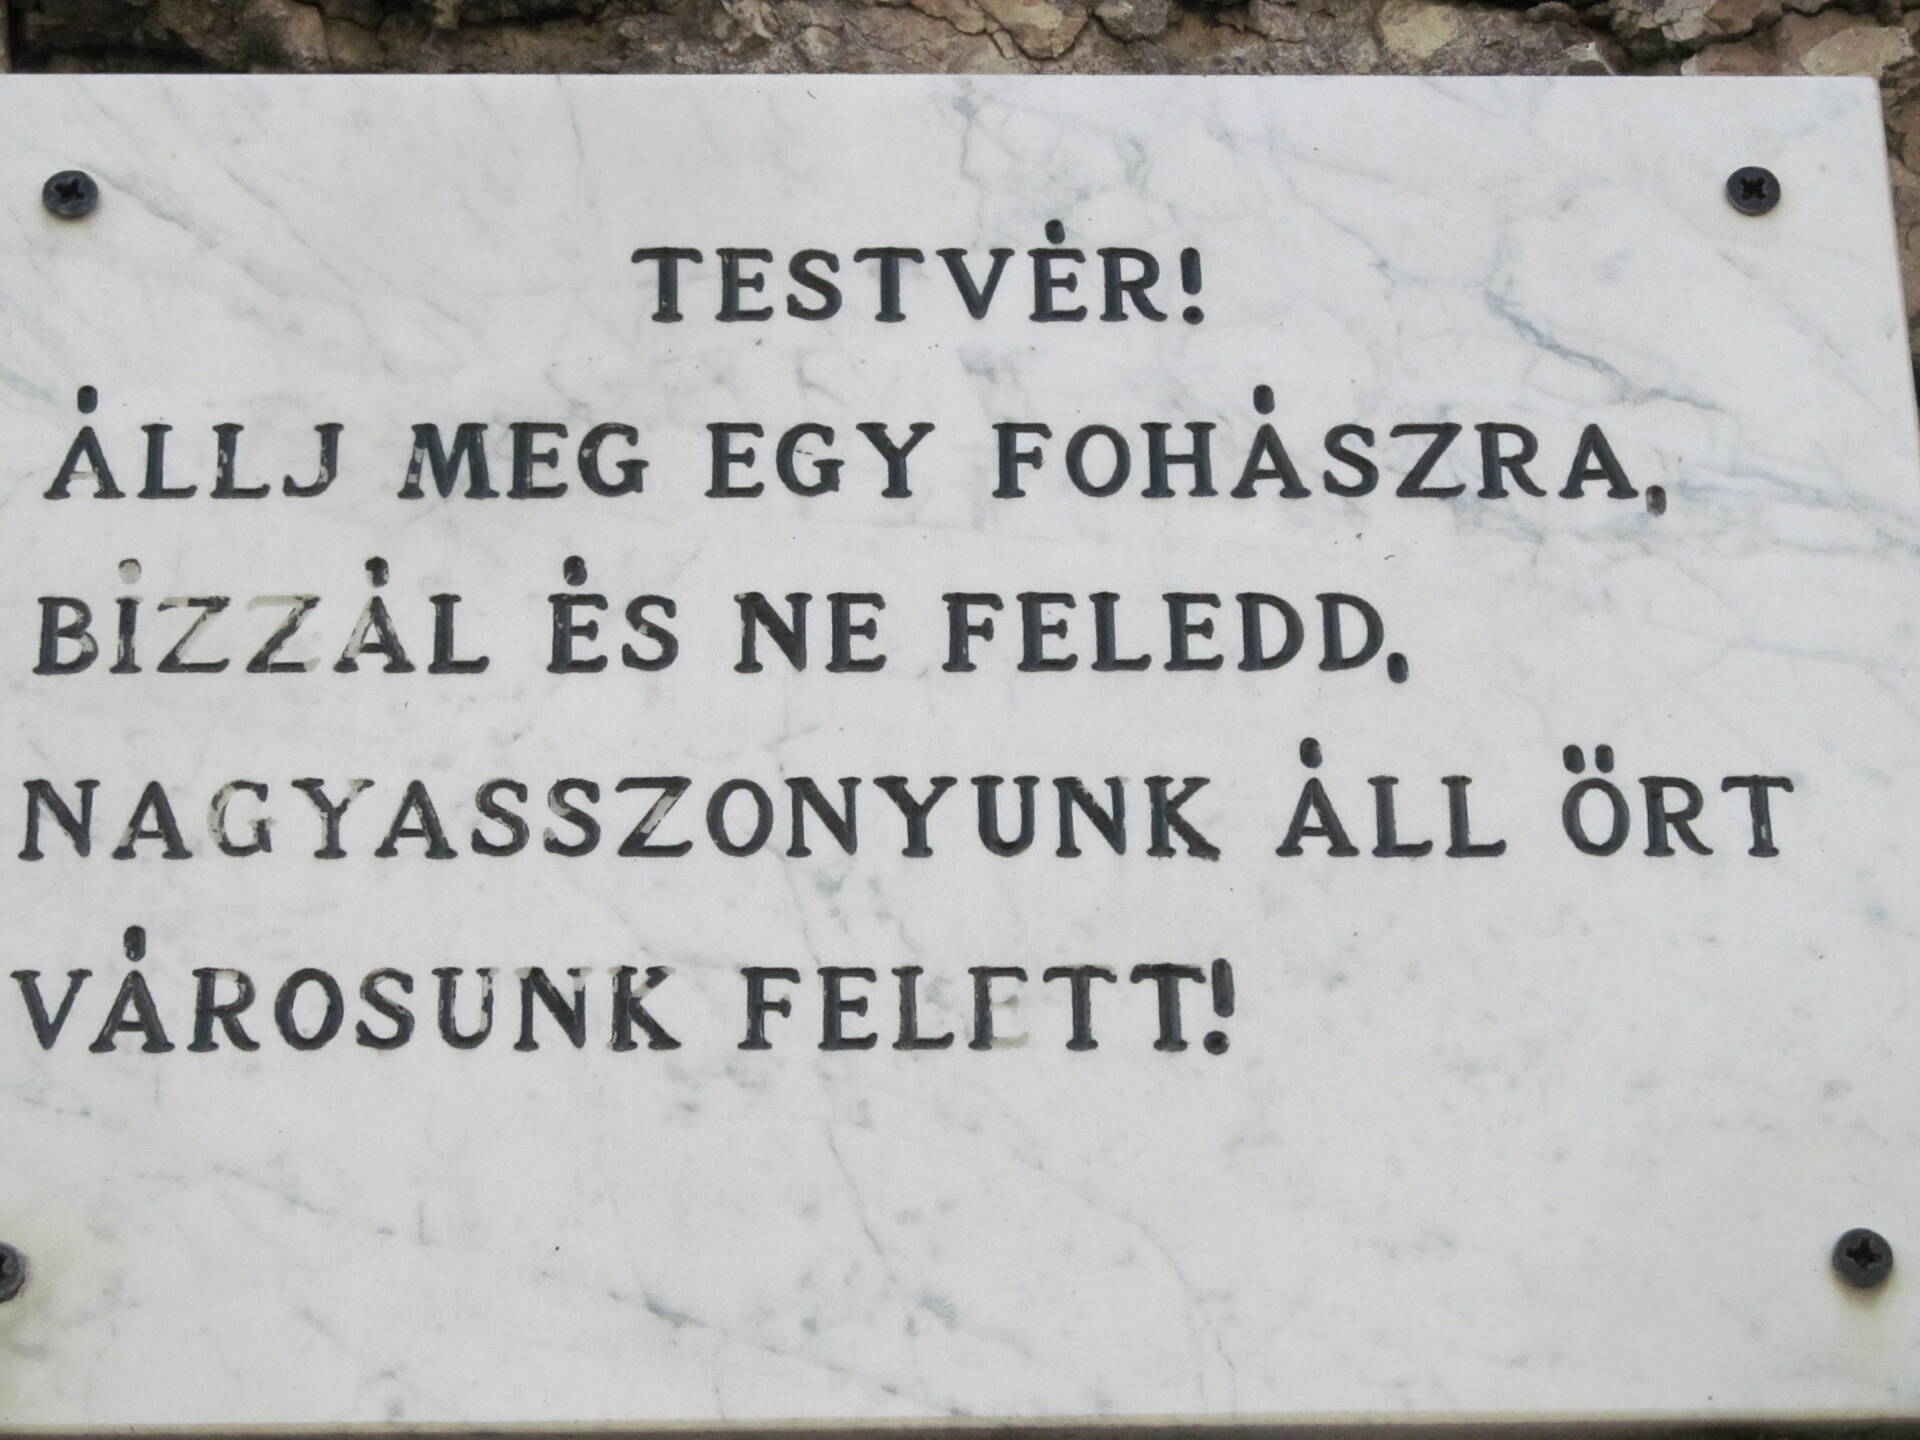 TESTVÉR!
ÁLLJ MEG EGY FOHÁSZRA,
BÍZZÁL ÉS NE FELEDD,
NAGYASSZONYUNK ÁLL ŐRT
VÁROSUNK FELETT!